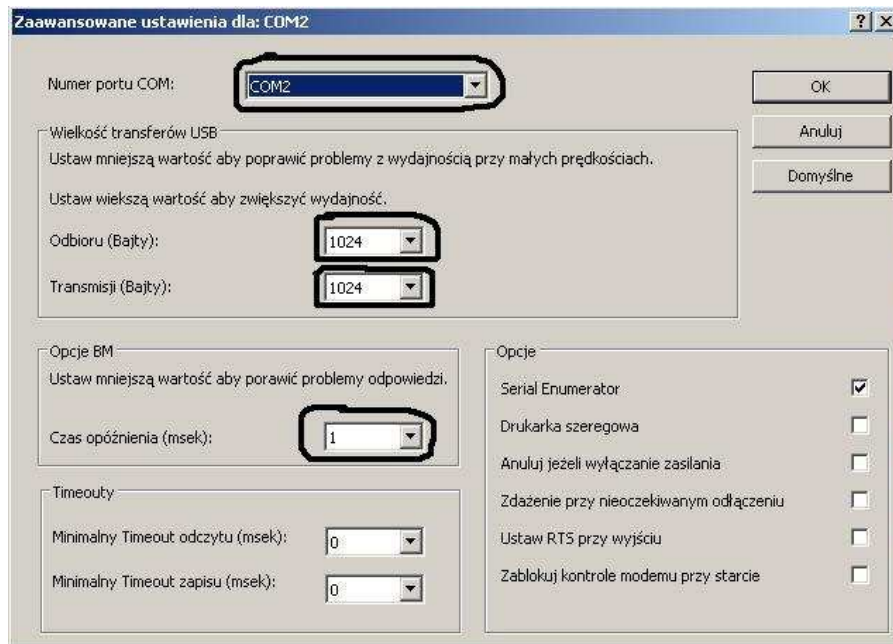 Zaawansowane ustawienia dla: COM2
Numer portu COM:
COM2
OK
Anuluj
Domyślne
Wielkość transferów USB
Ustaw mniejszą wartość aby poprawić problemy z wydajnością przy małych prędkościach.
Ustaw wiekszą wartość aby zwiększyć wydajność.
Odbioru (Bajty):
1024
Transmisji (Bajty):
1024
Opcje BM
Ustaw mniejszą wartość aby porawić problemy odpowiedzi.
Czas opóźnienia (msek):
1
Timeouty
Minimalny Timeout odczytu (msek):
0
Minimalny Timeout zapisu (msek):
0
Opcje
Serial Enumerator
Drukarka szeregowa
Anuluj jeżeli wyłączanie zasilania
Zdażenie przy nieoczekiwanym odłączeniu
Ustaw RTS przy wyjściu
Zablokuj kontrole modemu przy starcie